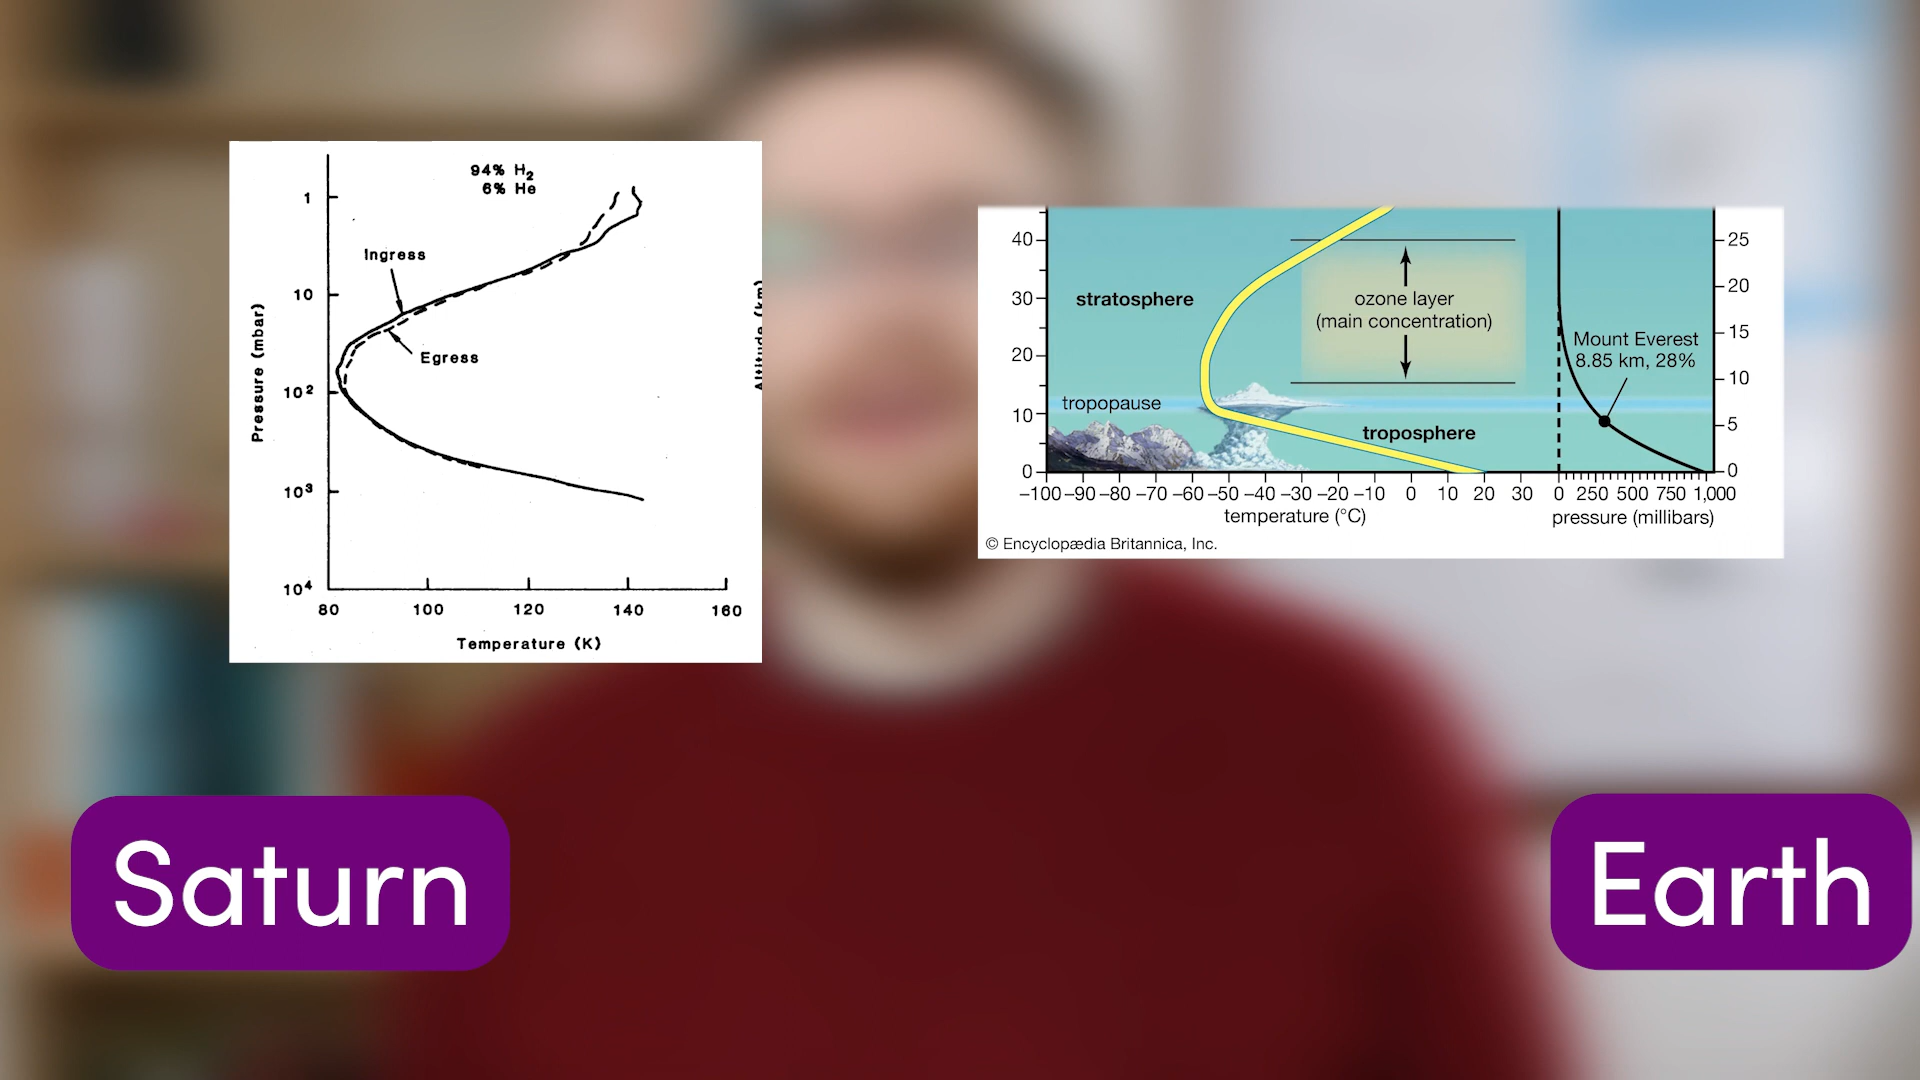 94% H₂
6% He
1
Ingress
10
Egress
10²
10³
10⁴
Pressure (mbar)
80 100 120 140 160
Temperature (K)
Altitude (km)
40
30
20
10
0
stratosphere
ozone layer
(main concentration)
tropopause
troposphere
–100 –90 –80 –70 –60 –50 –40 –30 –20 –10 0 10 20 30
temperature (°C)
25
20
15
10
5
0
Mount Everest
8.85 km, 28%
0 250 500 750 1,000
pressure (millibars)
© Encyclopædia Britannica, Inc.
Saturn
Earth